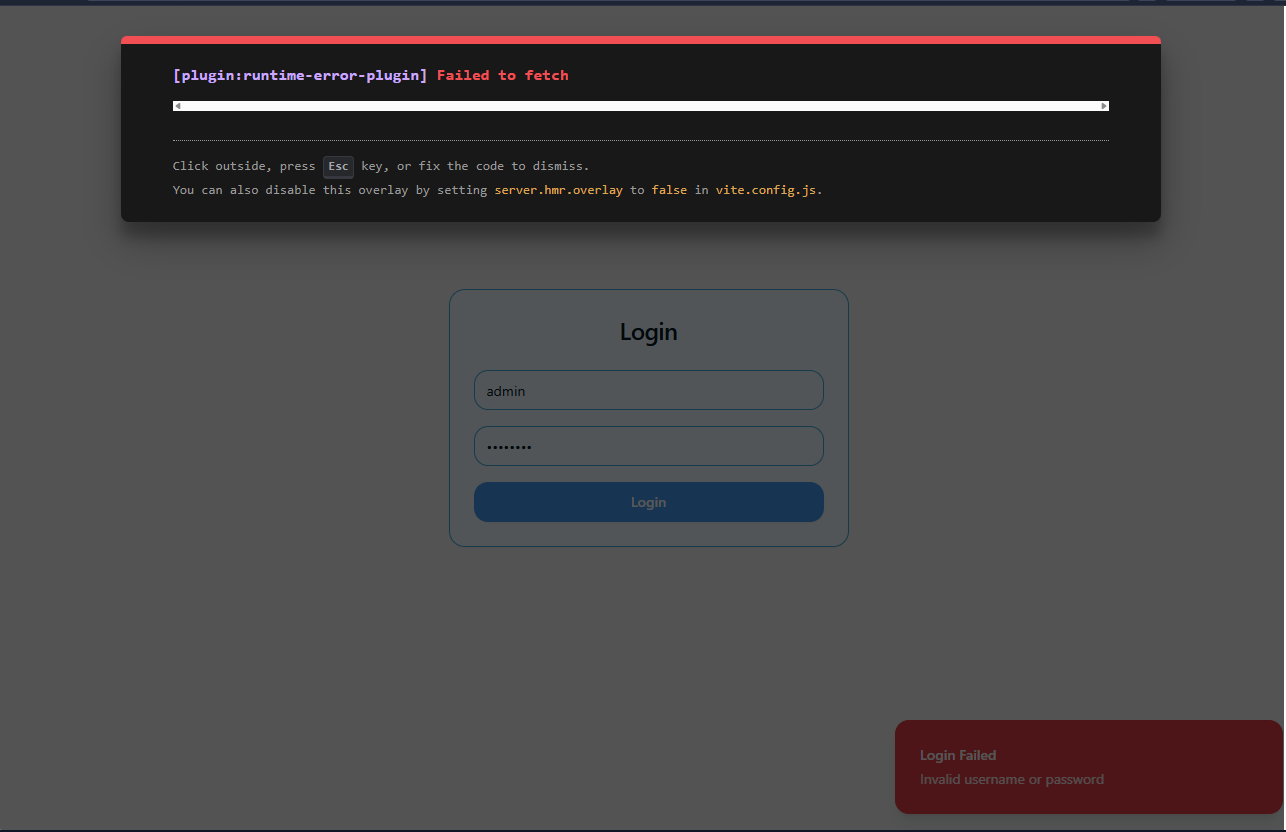 [plugin:runtime-error-plugin] Failed to fetch
Click outside, press Esc key, or fix the code to dismiss.
You can also disable this overlay by setting server.hmr.overlay to false in vite.config.js.
Login
admin
••••••••
Login
Login Failed
Invalid username or password